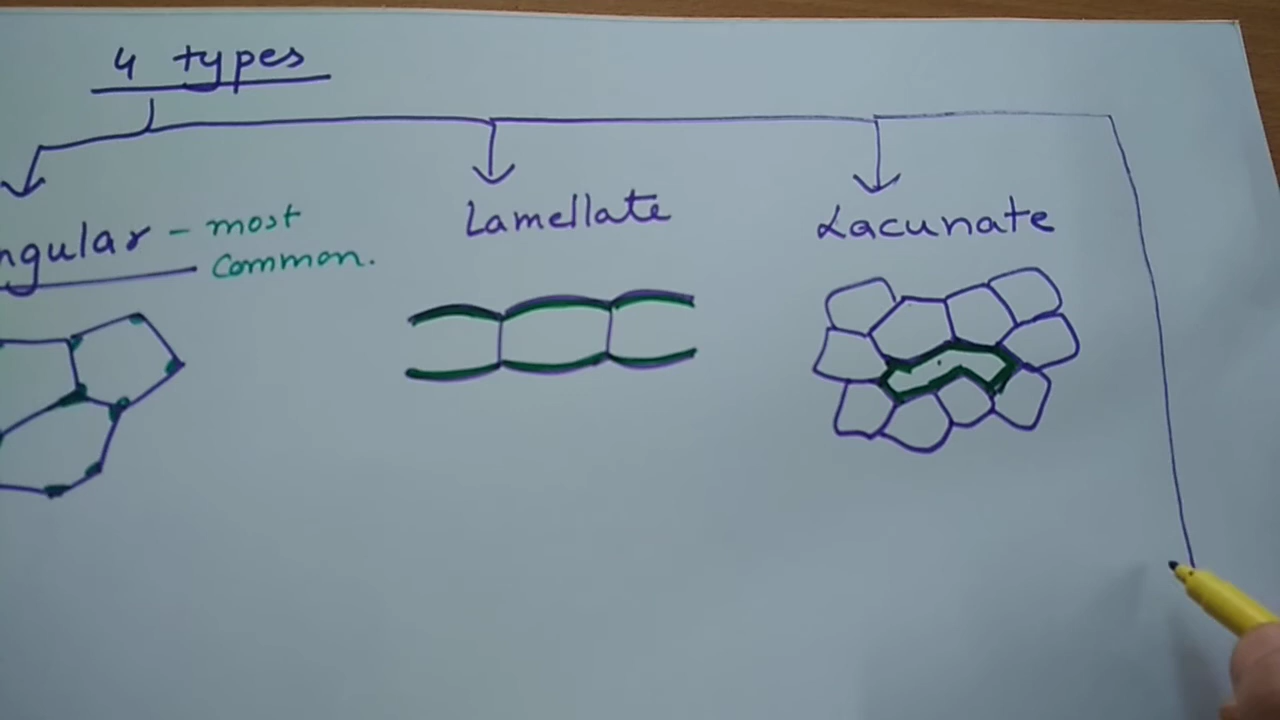 4 types
ngular - most
common.
Lamellate
Lacunate